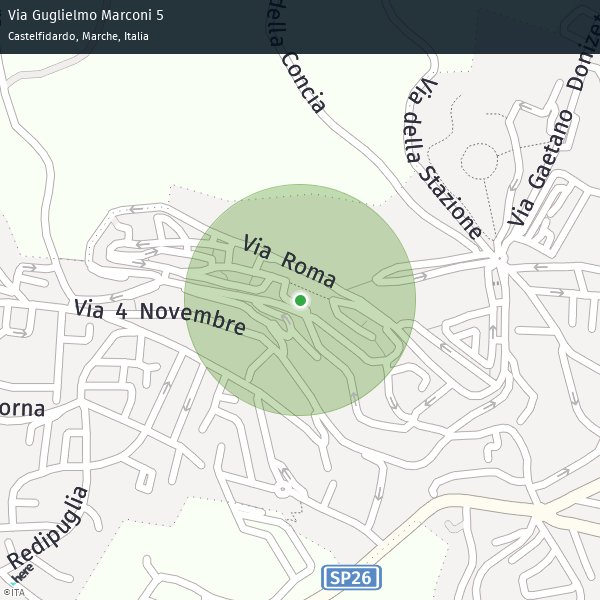 Via Guglielmo Marconi 5
Castelfidardo, Marche, Italia
della Concia
Via della Stazione
Via Gaetano Donizet
Via Roma
Via 4 Novembre
orna
Redipuglia
SP26
here
©ITA